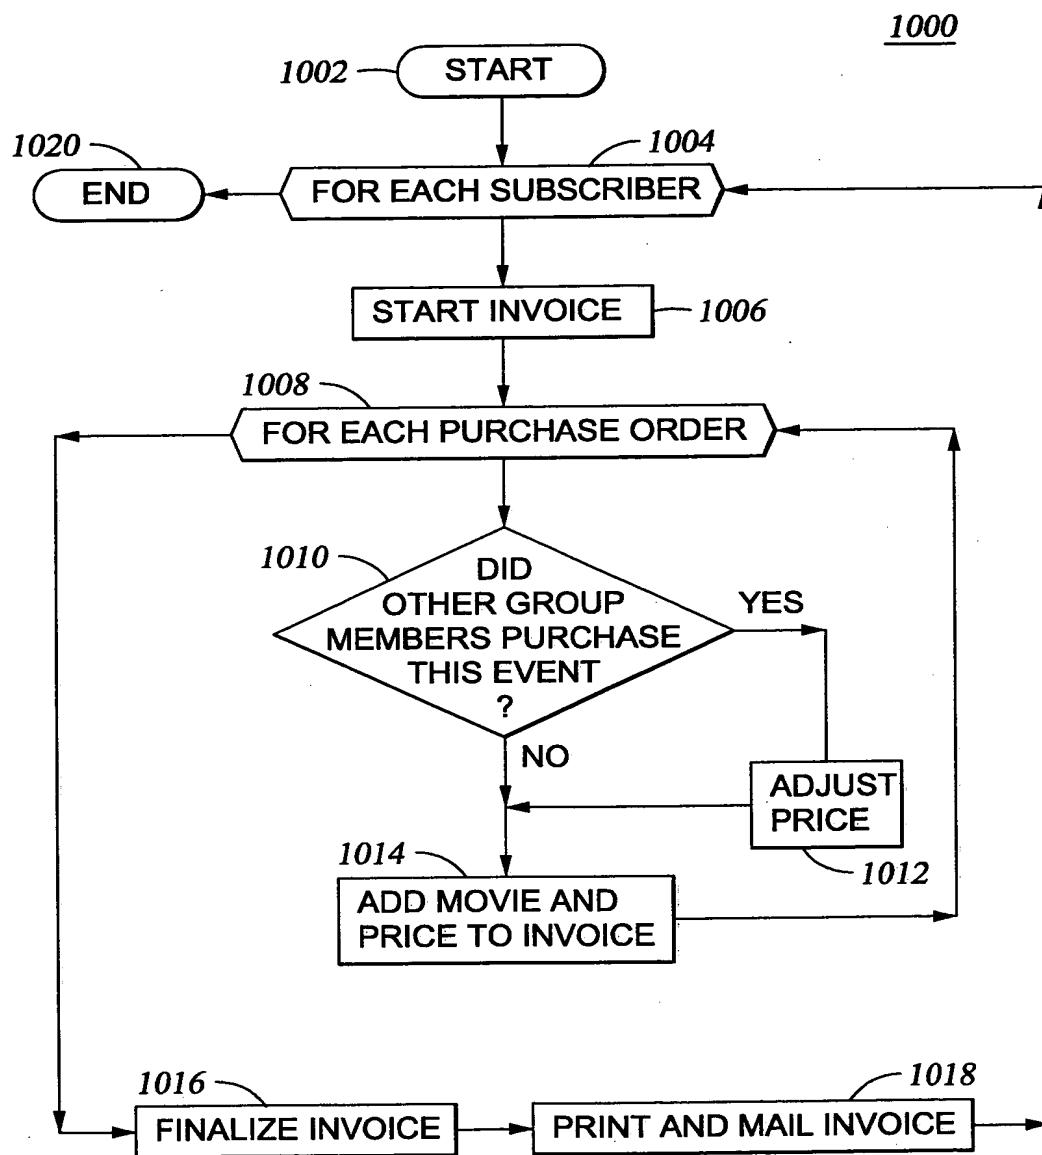 1000
1002
START
1004
1020
END
FOR EACH SUBSCRIBER
START INVOICE
1006
1008
FOR EACH PURCHASE ORDER
1010
DID
OTHER GROUP
MEMBERS PURCHASE
THIS EVENT
?
YES
NO
ADJUST
PRICE
1012
1014
ADD MOVIE AND
PRICE TO INVOICE
1016
FINALIZE INVOICE
1018
PRINT AND MAIL INVOICE